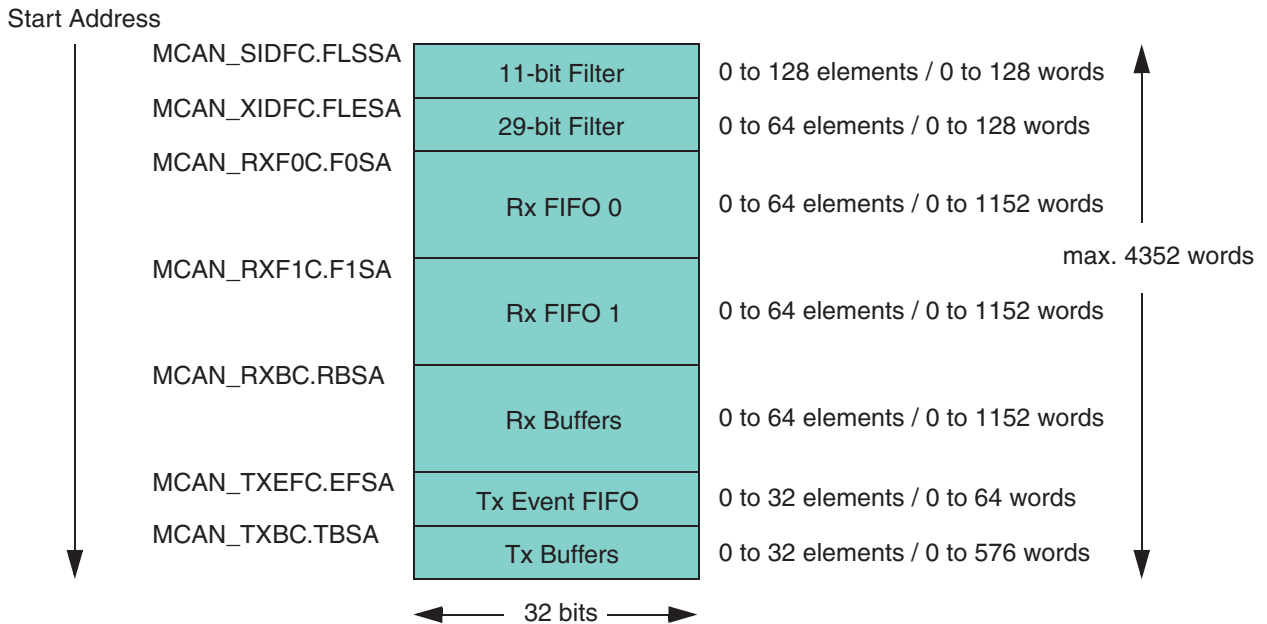 Start Address
MCAN_SIDFC.FLSSA
11-bit Filter
0 to 128 elements / 0 to 128 words
MCAN_XIDFC.FLESA
29-bit Filter
0 to 64 elements / 0 to 128 words
MCAN_RXF0C.F0SA
Rx FIFO 0
0 to 64 elements / 0 to 1152 words
max. 4352 words
MCAN_RXF1C.F1SA
Rx FIFO 1
0 to 64 elements / 0 to 1152 words
MCAN_RXBC.RBSA
Rx Buffers
0 to 64 elements / 0 to 1152 words
MCAN_TXEFC.EFSA
Tx Event FIFO
0 to 32 elements / 0 to 64 words
MCAN_TXBC.TBSA
Tx Buffers
0 to 32 elements / 0 to 576 words
32 bits